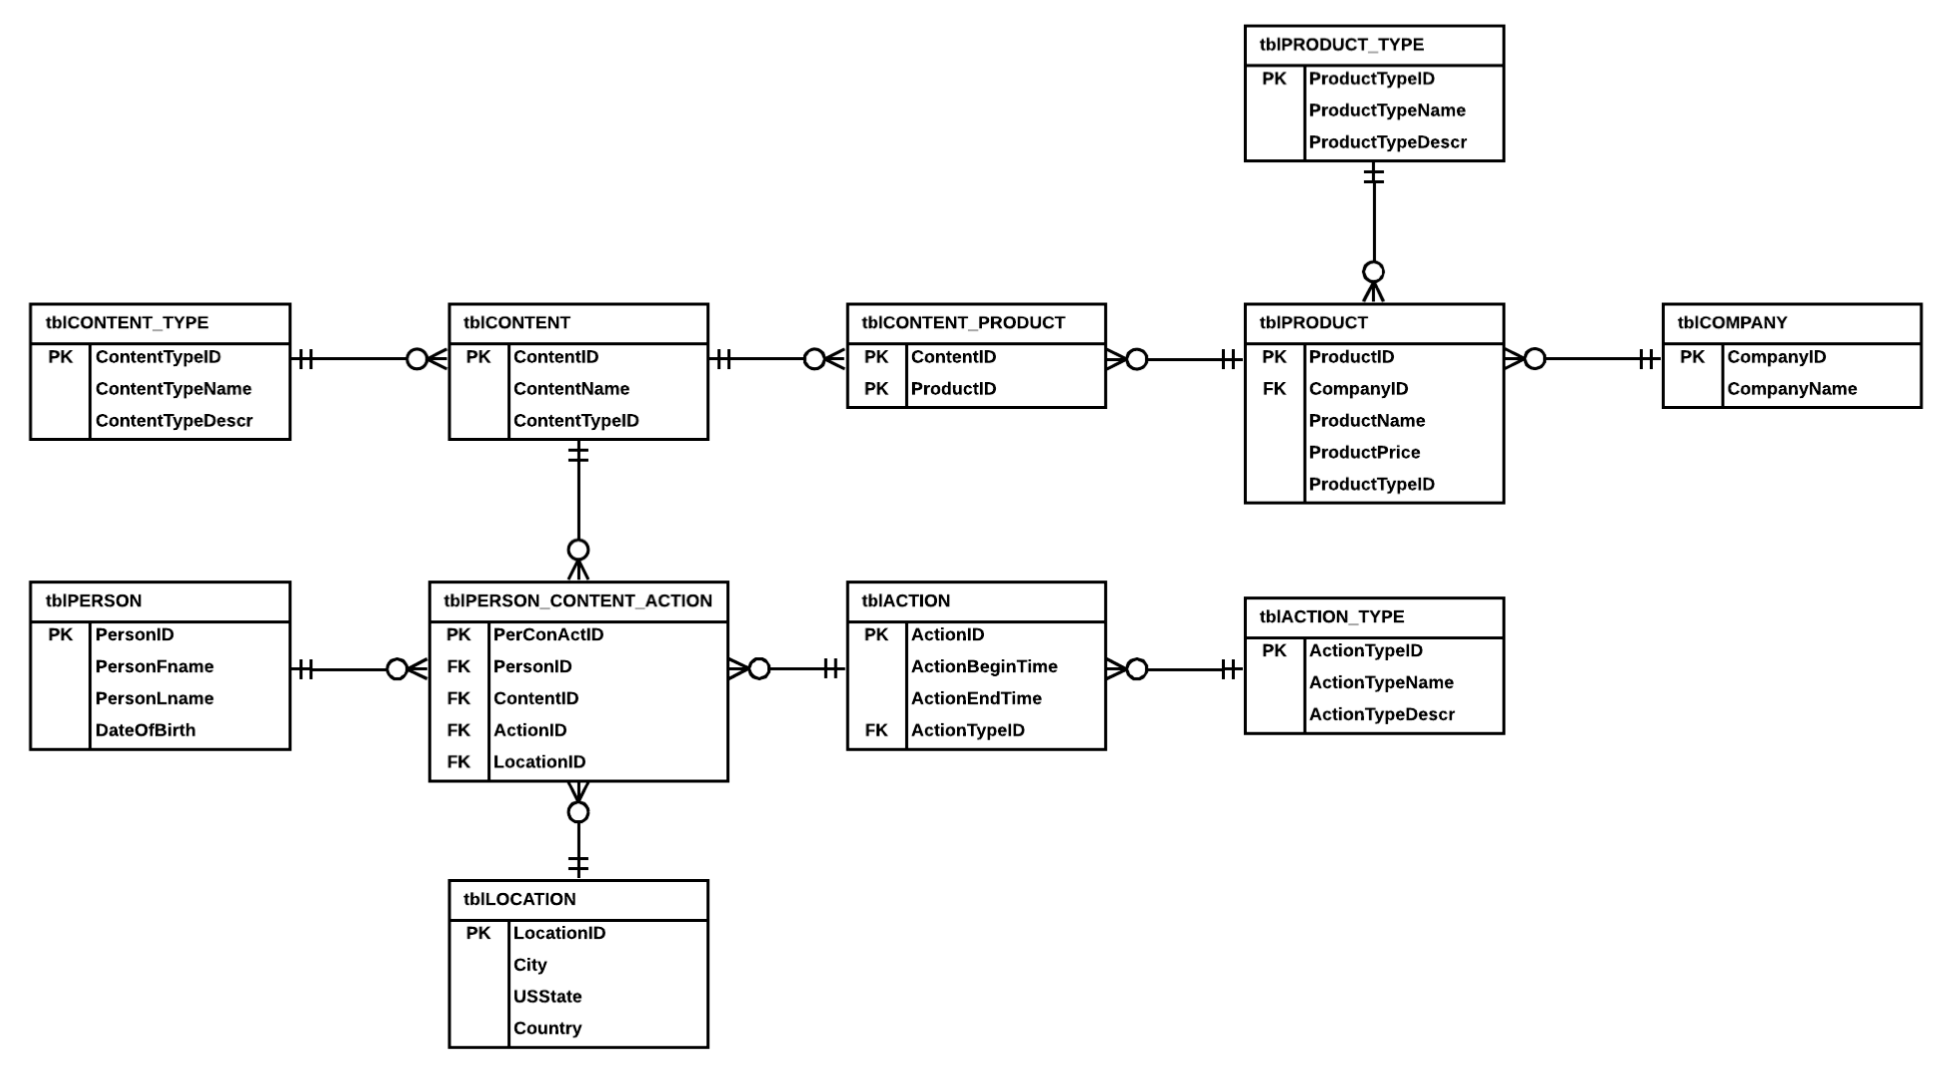 tblPRODUCT_TYPE
PK ProductTypeID
ProductTypeName
ProductTypeDescr
tblCONTENT_TYPE
PK ContentTypeID
ContentTypeName
ContentTypeDescr
tblCONTENT
PK ContentID
ContentName
ContentTypeID
tblCONTENT_PRODUCT
PK ContentID
PK ProductID
tblPRODUCT
PK ProductID
FK CompanyID
ProductName
ProductPrice
ProductTypeID
tblCOMPANY
PK CompanyID
CompanyName
tblPERSON
PK PersonID
PersonFname
PersonLname
DateOfBirth
tblPERSON_CONTENT_ACTION
PK PerConActID
FK PersonID
FK ContentID
FK ActionID
FK LocationID
tblACTION
PK ActionID
ActionBeginTime
ActionEndTime
FK ActionTypeID
tblACTION_TYPE
PK ActionTypeID
ActionTypeName
ActionTypeDescr
tblLOCATION
PK LocationID
City
USState
Country